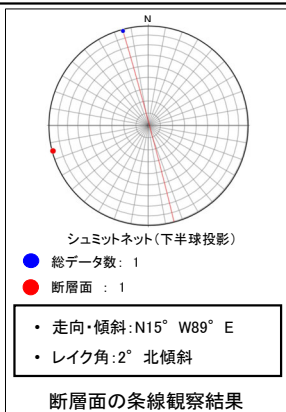 N
シュミットネット(下半球投影)
総データ数: 1
断層面 : 1
• 走向・傾斜:N15° W89° E
• レイク角:2° 北傾斜
断層面の条線観察結果